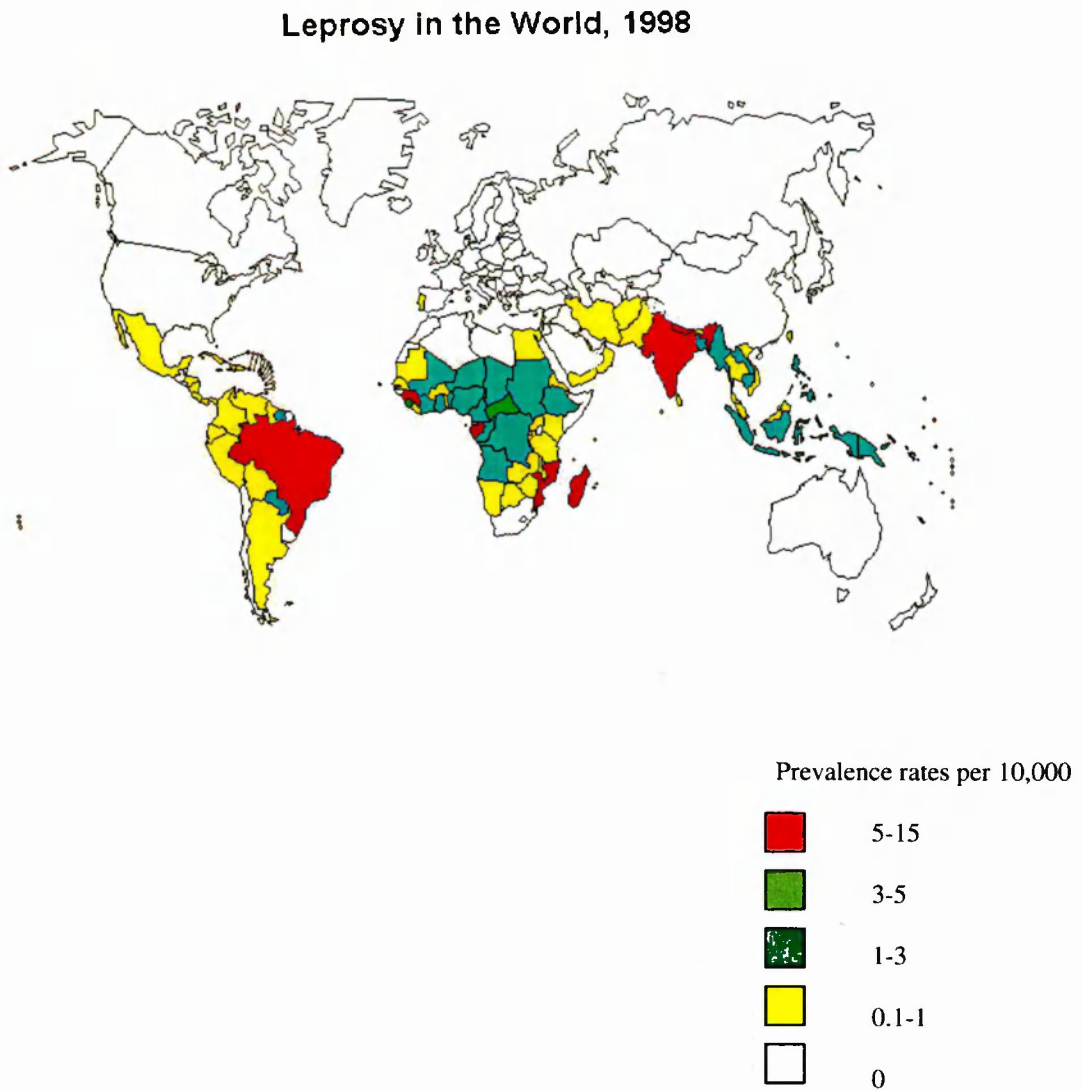 Leprosy in the World, 1998
Prevalence rates per 10,000
5-15
3-5
1-3
0.1-1
0